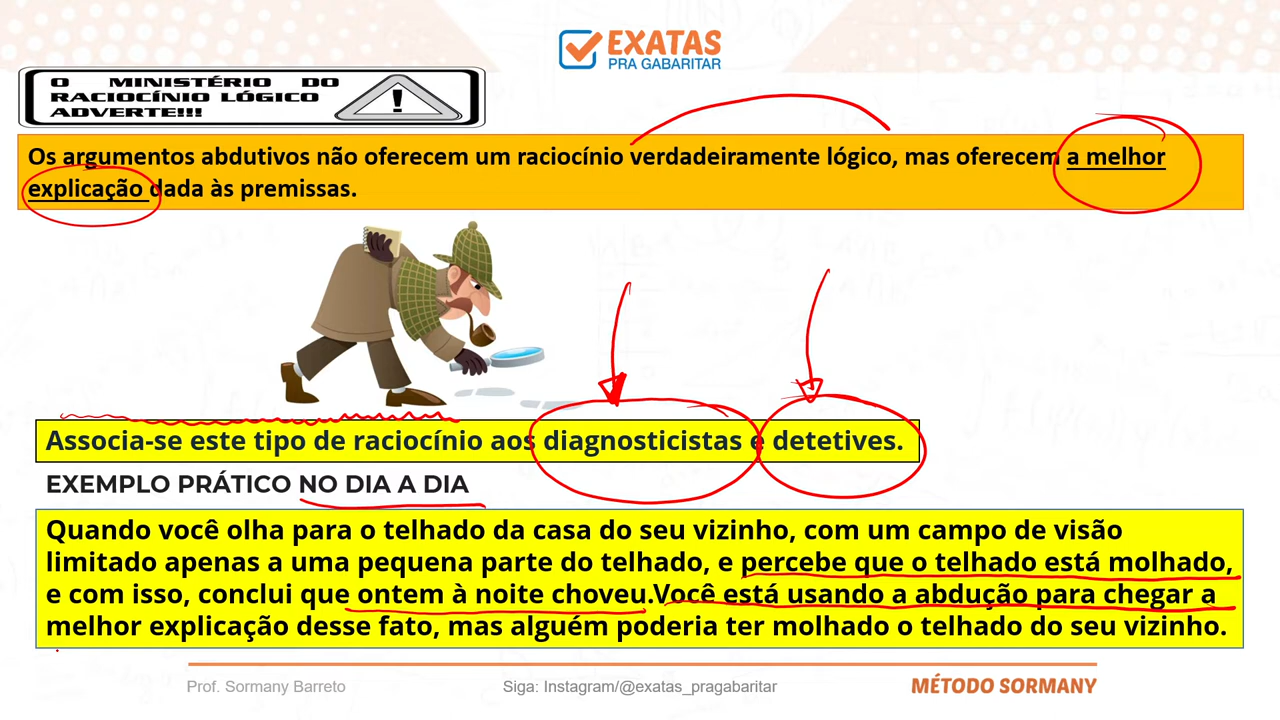 EXATAS
PRA GABARITAR
O MINISTÉRIO DO
RACIOCÍNIO LÓGICO
ADVERTE!!!
!
Os argumentos abdutivos não oferecem um raciocínio verdadeiramente lógico, mas oferecem a melhor
explicação dada às premissas.
Associa-se este tipo de raciocínio aos diagnosticistas e detetives.
EXEMPLO PRÁTICO NO DIA A DIA
Quando você olha para o telhado da casa do seu vizinho, com um campo de visão
limitado apenas a uma pequena parte do telhado, e percebe que o telhado está molhado,
e com isso, conclui que ontem à noite choveu.Você está usando a abdução para chegar a
melhor explicação desse fato, mas alguém poderia ter molhado o telhado do seu vizinho.
Prof. Sormany Barreto
Siga: Instagram/@exatas_pragabaritar
MÉTODO SORMANY